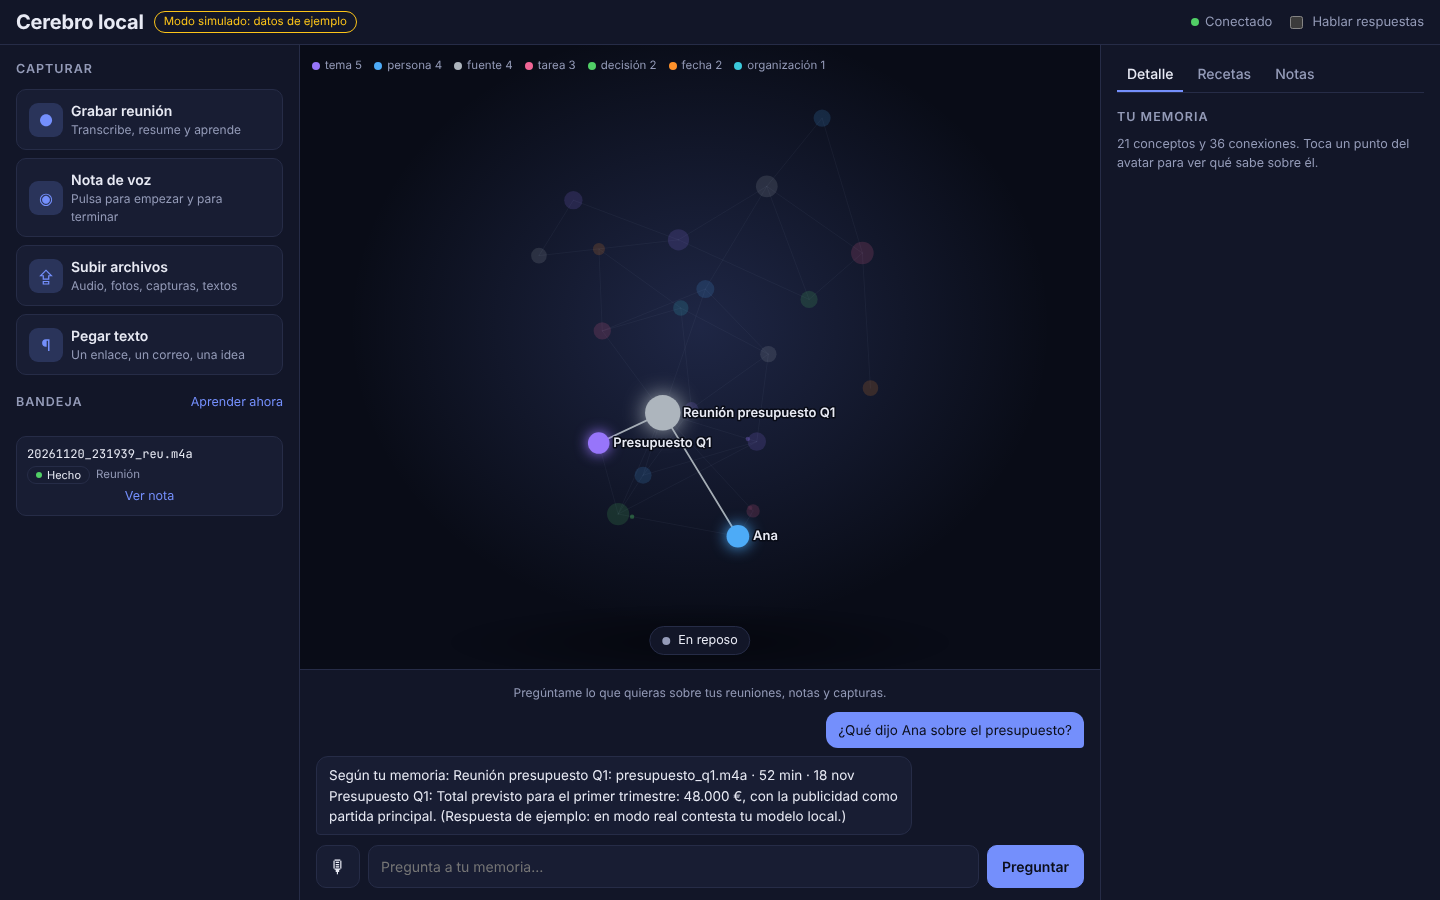 Cerebro local
Modo simulado: datos de ejemplo
Conectado
Hablar respuestas
CAPTURAR
Grabar reunión
Transcribe, resume y aprende
Nota de voz
Pulsa para empezar y para
terminar
Subir archivos
Audio, fotos, capturas, textos
Pegar texto
Un enlace, un correo, una idea
BANDEJA
Aprender ahora
20261120_231939_reu.m4a
Hecho
Reunión
Ver nota
tema 5
persona 4
fuente 4
tarea 3
decisión 2
fecha 2
organización 1
Reunión presupuesto Q1
Presupuesto Q1
Ana
En reposo
Pregúntame lo que quieras sobre tus reuniones, notas y capturas.
¿Qué dijo Ana sobre el presupuesto?
Según tu memoria: Reunión presupuesto Q1: presupuesto_q1.m4a · 52 min · 18 nov
Presupuesto Q1: Total previsto para el primer trimestre: 48.000 €, con la publicidad como
partida principal. (Respuesta de ejemplo: en modo real contesta tu modelo local.)
Pregunta a tu memoria...
Preguntar
Detalle
Recetas
Notas
TU MEMORIA
21 conceptos y 36 conexiones. Toca un punto del
avatar para ver qué sabe sobre él.